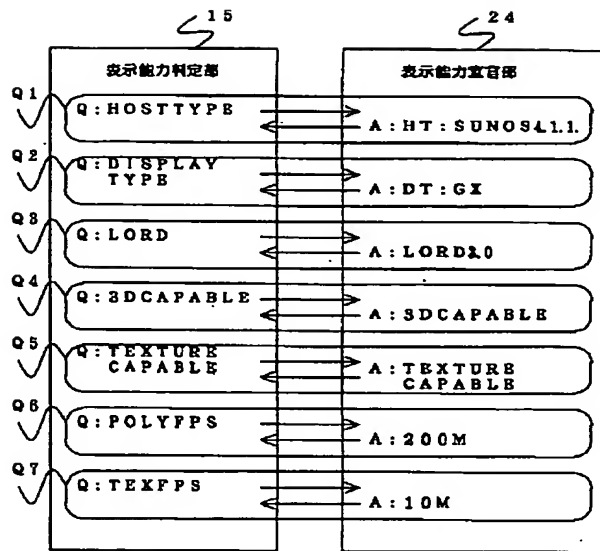 15
24
表示能力判定部
表示能力宣官部
Q1
Q:HOSTTYPE
A:HT:SUNOS4.1.1.
Q2
Q:DISPLAY
TYPE
A:DT:GX
Q3
Q:LORD
A:LORD2.0
Q4
Q:3DCAPABLE
A:3DCAPABLE
Q5
Q:TEXTURE
CAPABLE
A:TEXTURE
CAPABLE
Q6
Q:POLYFPS
A:200M
Q7
Q:TEXFPS
A:10M